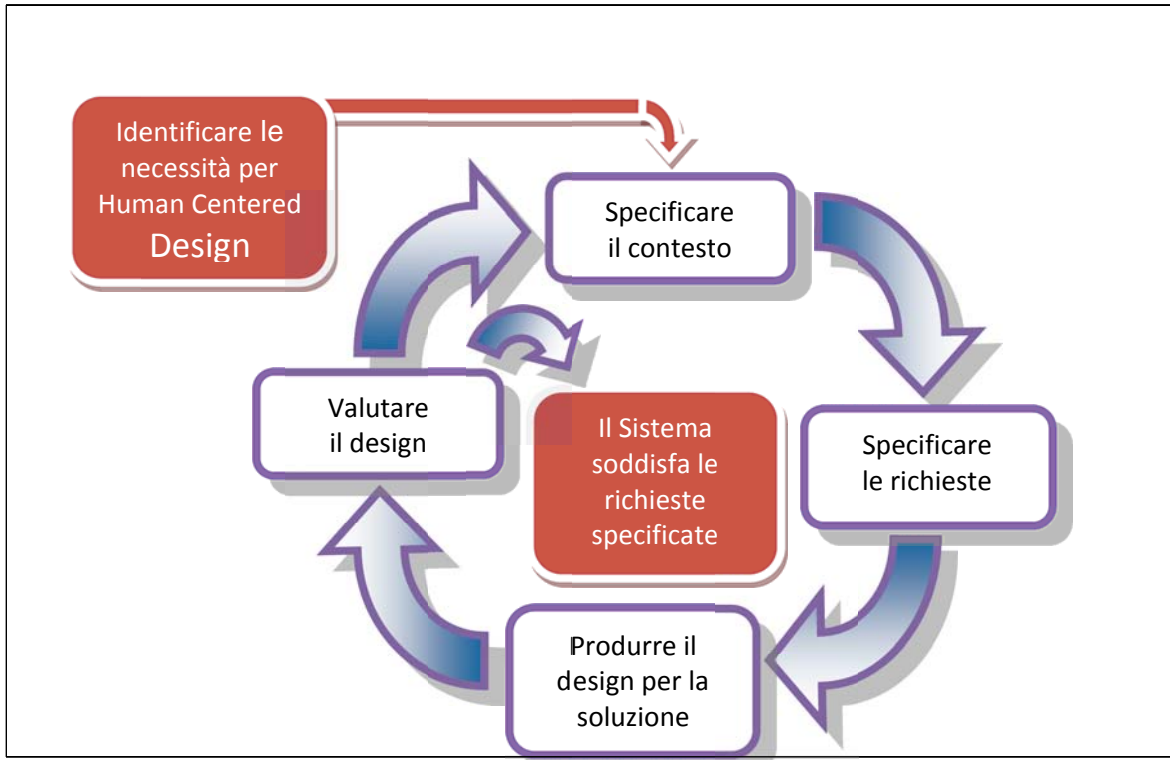 Identificare le
necessità per
Human Centered
Design
Specificare
il contesto
Specificare
le richieste
Produrre il
design per la
soluzione
Valutare
il design
Il Sistema
soddisfa le
richieste
specificate